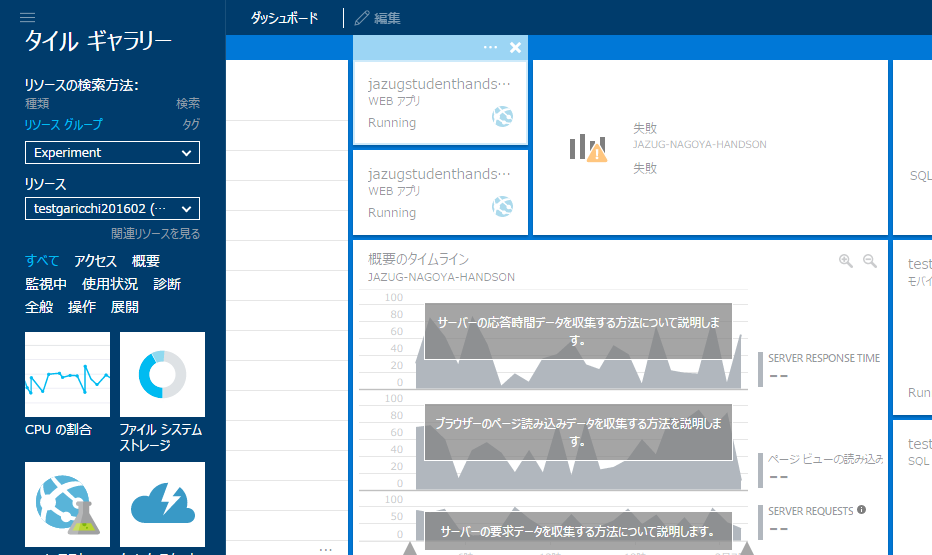 タイル ギャラリー
リソースの検索方法:
種類 検索
リソース グループ タグ
Experiment
リソース
testgaricchi201602 (…
関連リソースを見る
すべて アクセス 概要
監視中 使用状況 診断
全般 操作 展開
CPU の割合
ファイル システム
ストレージ
ダッシュボード 編集
jazugstudenthands…
WEB アプリ
Running
jazugstudenthands…
WEB アプリ
Running
失敗
JAZUG-NAGOYA-HANDSON
失敗
概要のタイムライン
JAZUG-NAGOYA-HANDSON
100
80
60
40
20
0
サーバーの応答時間データを収集する方法について説明しま
す。
SERVER RESPONSE TIME
--
100
80
60
40
20
0
ブラウザーのページ読み込みデータを収集する方法を説明しま
す。
ページ ビューの読み込み
--
100
50
0
サーバーの要求データを収集する方法について説明します。
SERVER REQUESTS
--
SQL
test
モバイ
Run
test
SQL